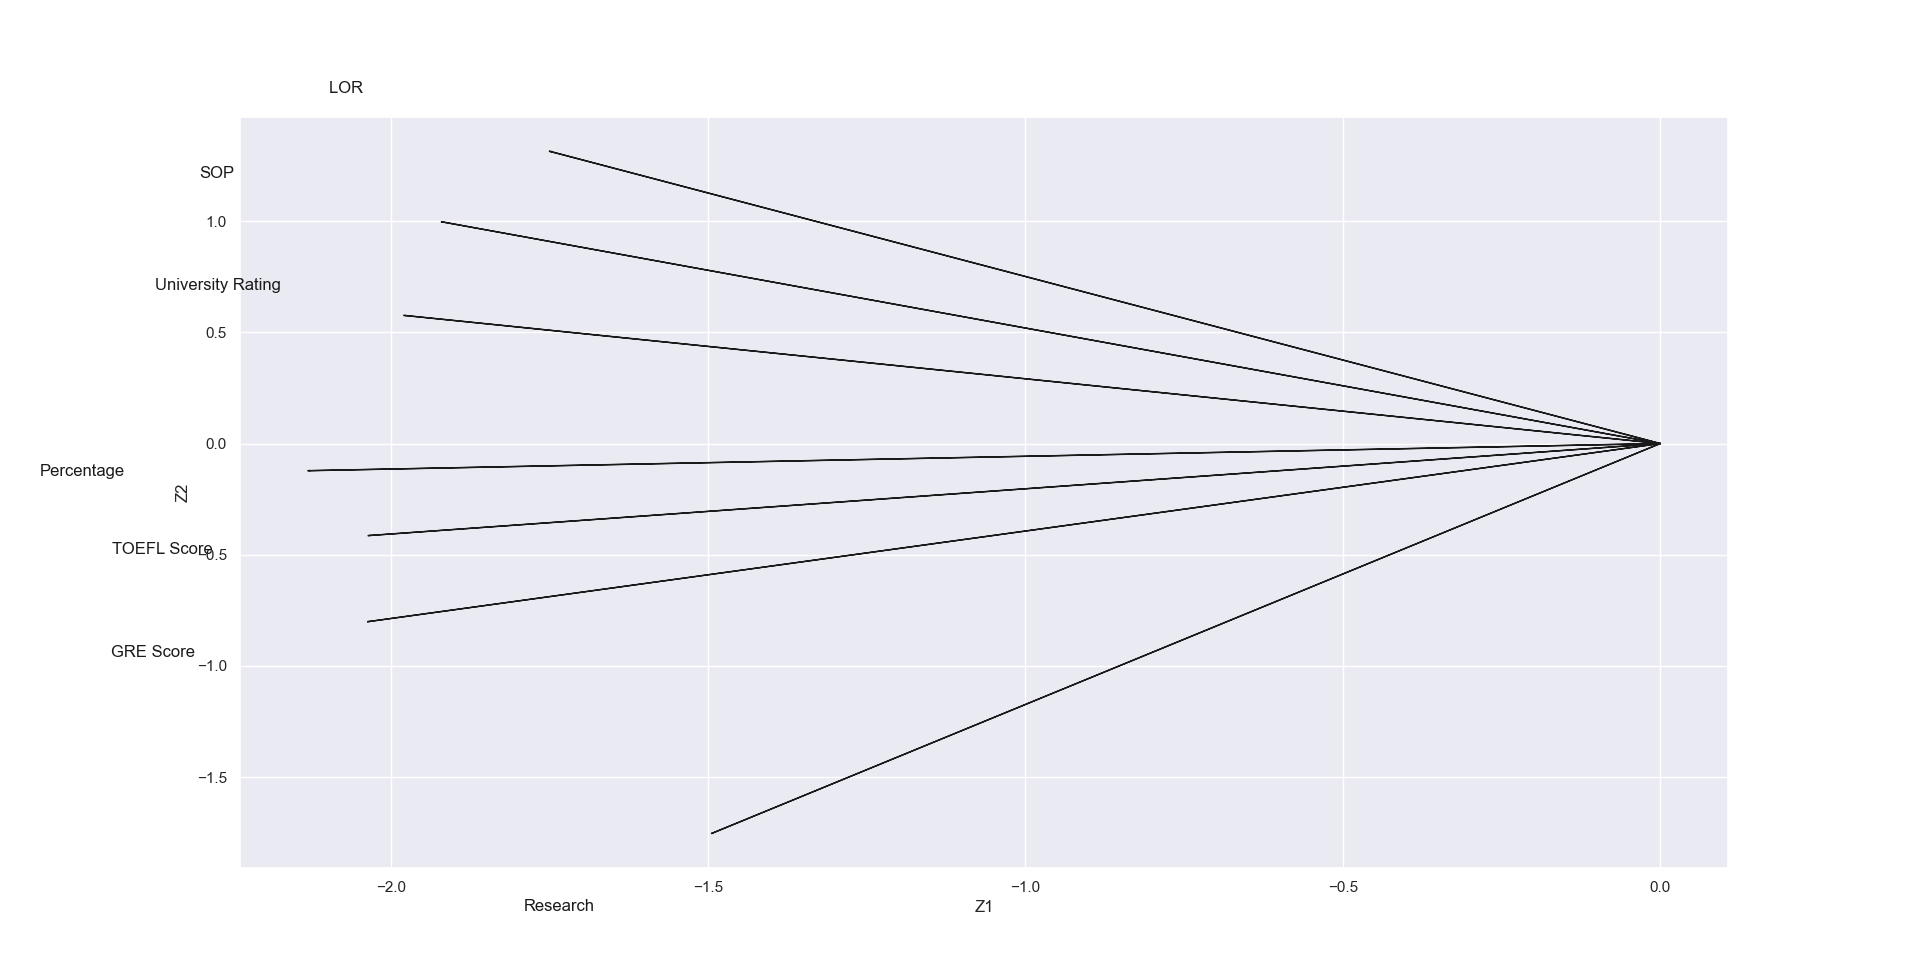 LOR
SOP
1.0
University Rating
0.5
0.0
Percentage
Z2
TOEFL Score
−0.5
GRE Score
−1.0
−1.5
−2.0
−1.5
−1.0
−0.5
0.0
Research
Z1